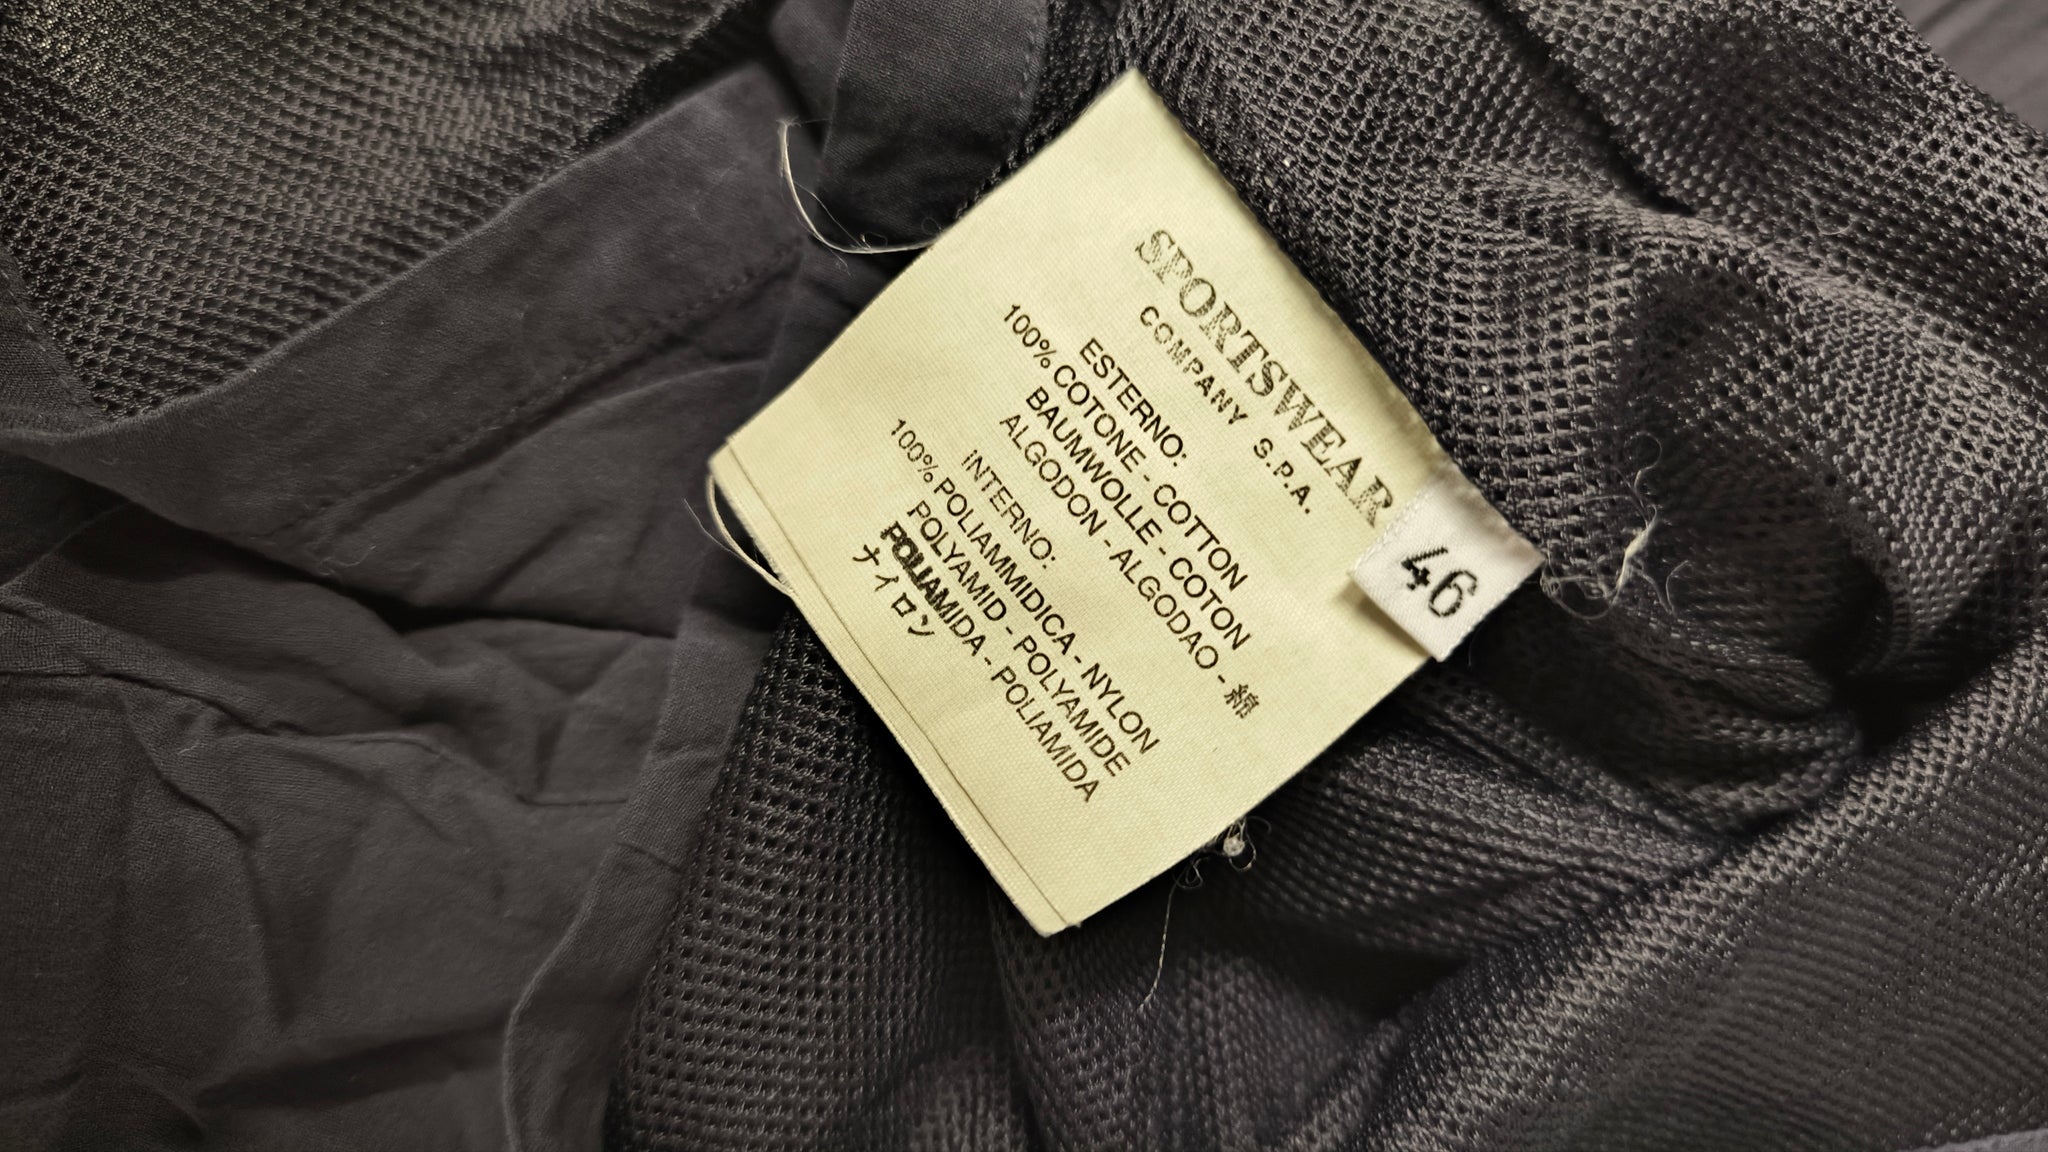 SPORTSWEAR
COMPANY S.P.A.
ESTERNO:
100% COTONE - COTTON
BAUMWOLLE - COTON
ALGODON - ALGODAO - 綿
INTERNO:
100% POLIAMMIDICA - NYLON
POLYAMID - POLYAMIDE
POLIAMIDA - POLIAMIDA
ナイロン
46